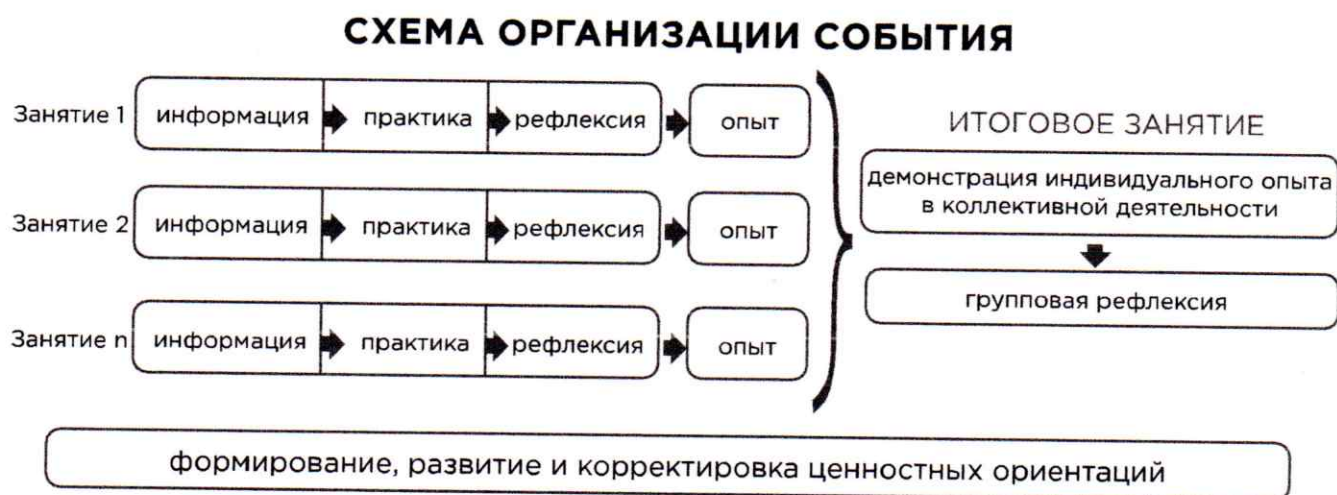 СХЕМА ОРГАНИЗАЦИИ СОБЫТИЯ
Занятие 1 информация практика рефлексия опыт
Занятие 2 информация практика рефлексия опыт
Занятие n информация практика рефлексия опыт
ИТОГОВОЕ ЗАНЯТИЕ
демонстрация индивидуального опыта
в коллективной деятельности
групповая рефлексия
формирование, развитие и корректировка ценностных ориентаций